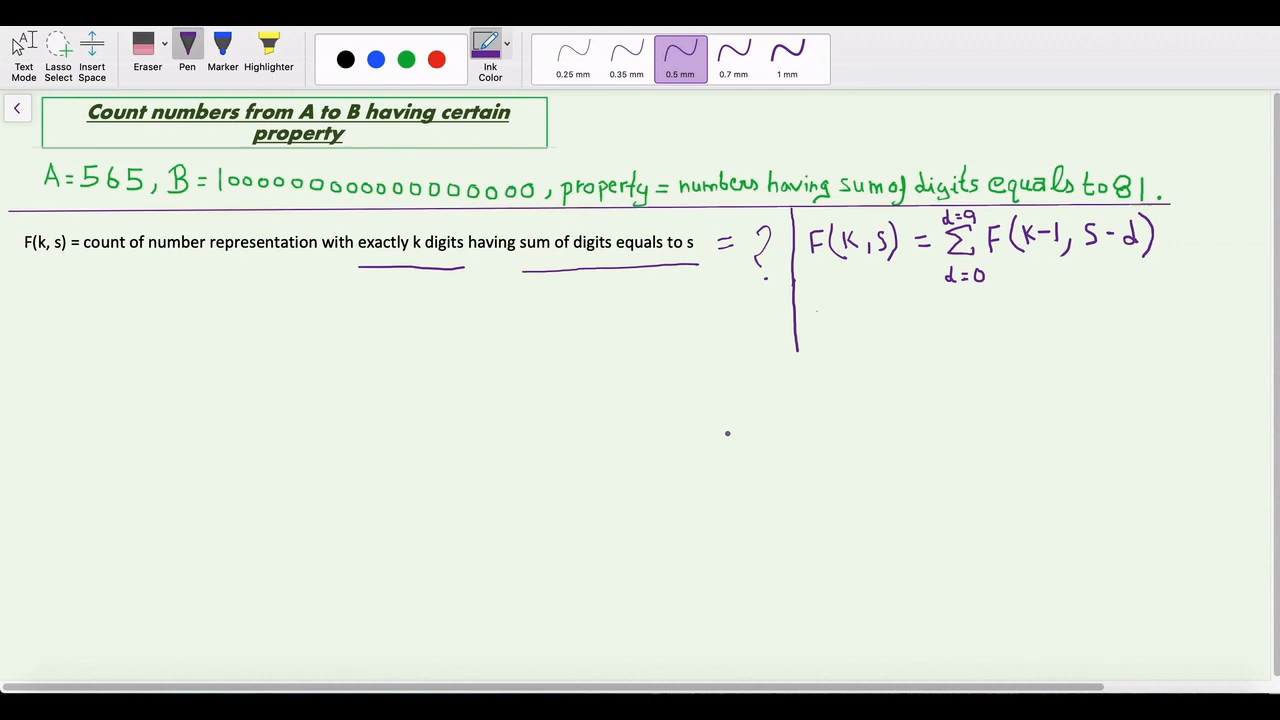 AI
Text Mode
Lasso Select
Insert Space
Eraser
Pen
Marker
Highlighter
Ink Color
0.25 mm
0.35 mm
0.5 mm
0.7 mm
1 mm
Count numbers from A to B having certain
property
A=565, B=1000000000000000000, property = numbers having sum of digits equals to 81.
F(k, s) = count of number representation with exactly k digits having sum of digits equals to s = ?
d=9
F(K,S) = Σ F(K-1, S-d)
d=0